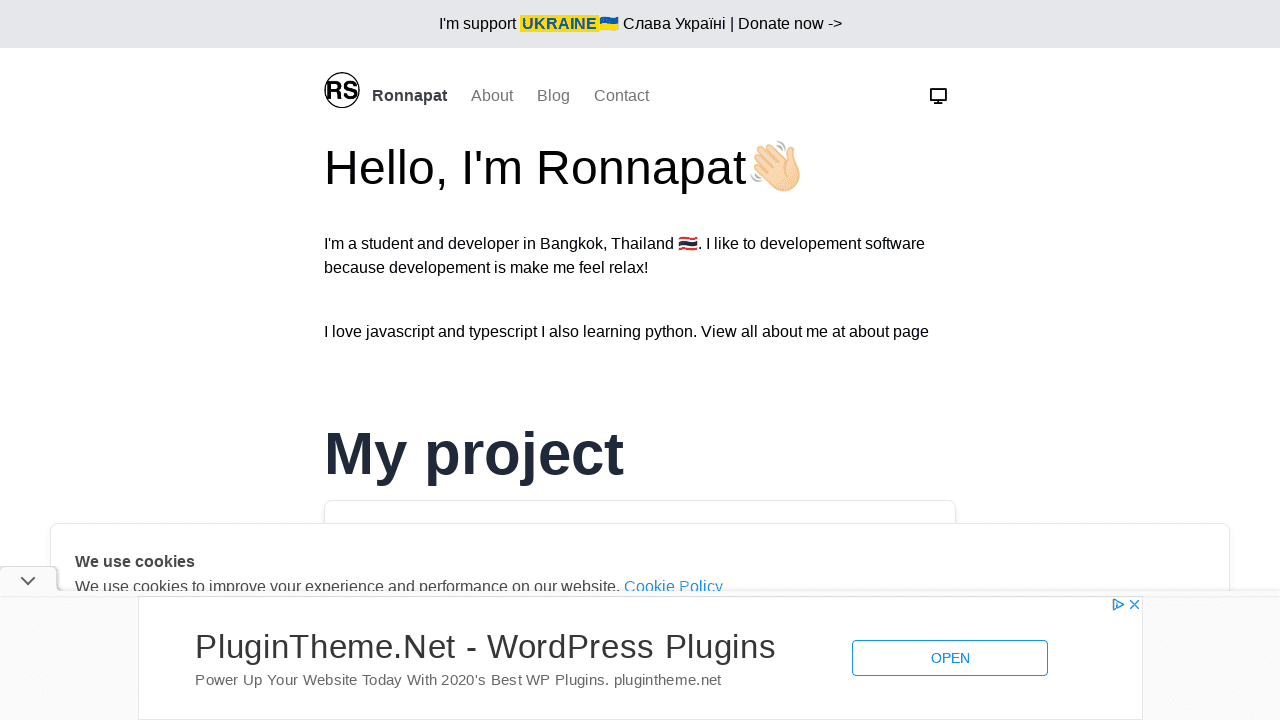 I'm support UKRAINE🇺🇦 Слава Україні | Donate now ->
RS Ronnapat About Blog Contact
Hello, I'm Ronnapat👋🏻
I'm a student and developer in Bangkok, Thailand 🇹🇭. I like to developement software
because developement is make me feel relax!
I love javascript and typescript I also learning python. View all about me at about page
My project
We use cookies
We use cookies to improve your experience and performance on our website. Cookie Policy
PluginTheme.Net - WordPress Plugins
Power Up Your Website Today With 2020's Best WP Plugins. plugintheme.net
OPEN